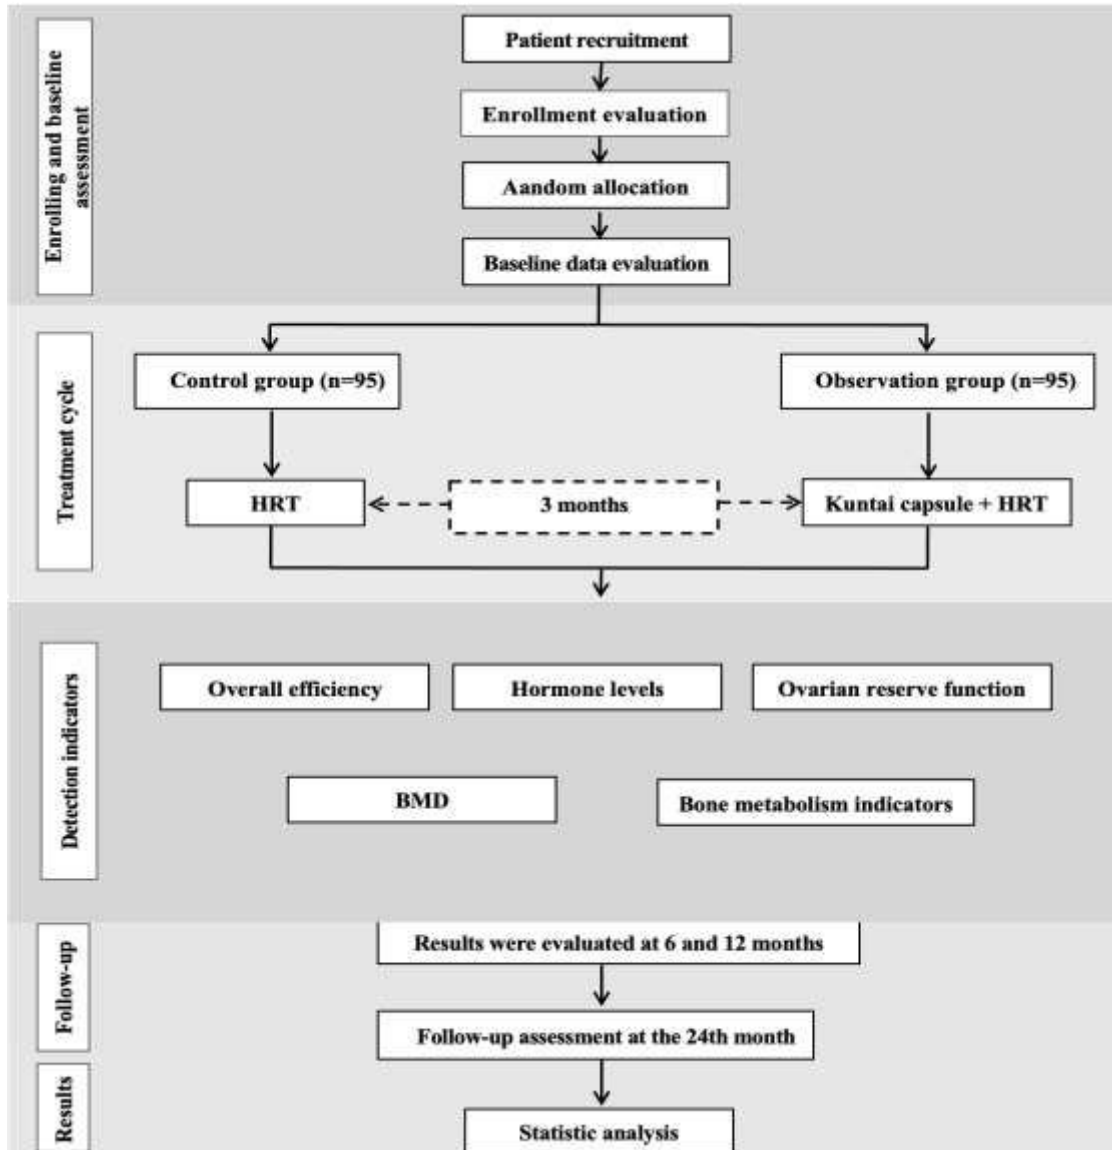 Enrolling and baseline
assessment
Patient recruitment
Enrollment evaluation
Aandom allocation
Baseline data evaluation
Treatment cycle
Control group (n=95)
Observation group (n=95)
HRT
3 months
Kuntai capsule + HRT
Detection indicators
Overall efficiency
Hormone levels
Ovarian reserve function
BMD
Bone metabolism indicators
Follow-up
Results were evaluated at 6 and 12 months
Follow-up assessment at the 24th month
Results
Statistic analysis